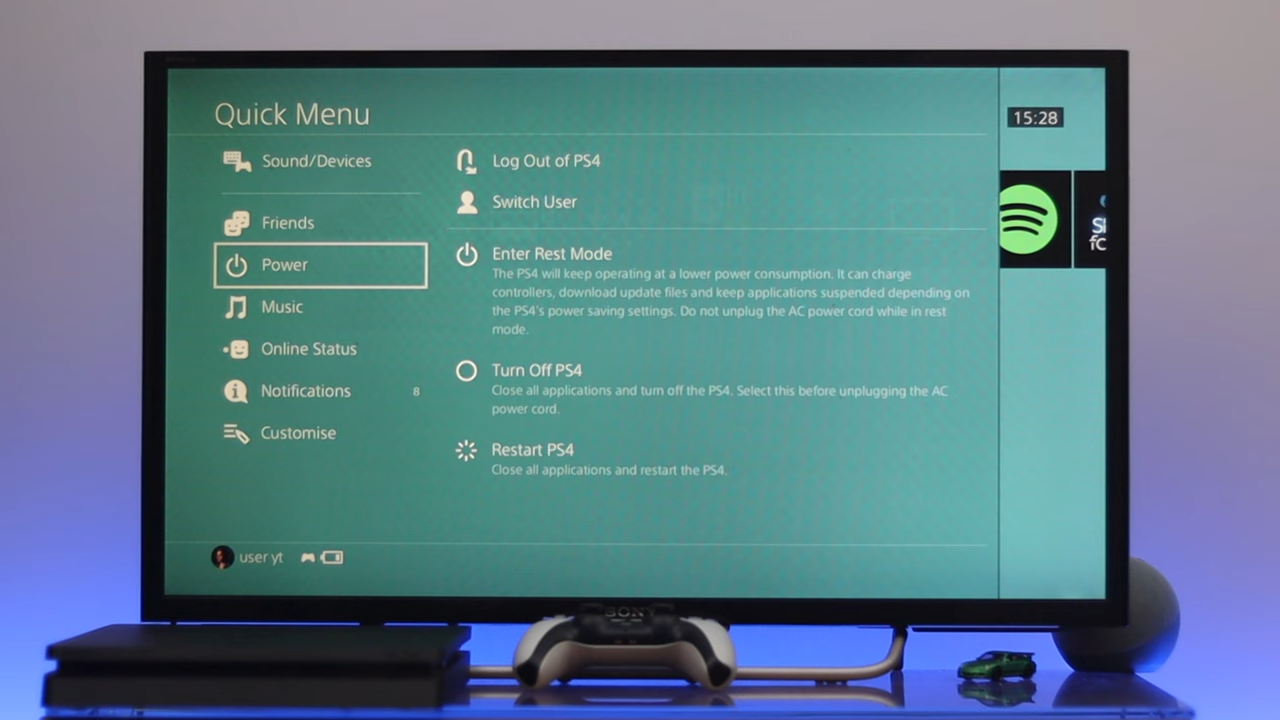 Quick Menu
15:28
Sound/Devices
Friends
Power
Music
Online Status
Notifications 8
Customise
Log Out of PS4
Switch User
Enter Rest Mode
The PS4 will keep operating at a lower power consumption. It can charge
controllers, download update files and keep applications suspended depending on
the PS4's power saving settings. Do not unplug the AC power cord while in rest
mode.
Turn Off PS4
Close all applications and turn off the PS4. Select this before unplugging the AC
power cord.
Restart PS4
Close all applications and restart the PS4.
user yt
SONY